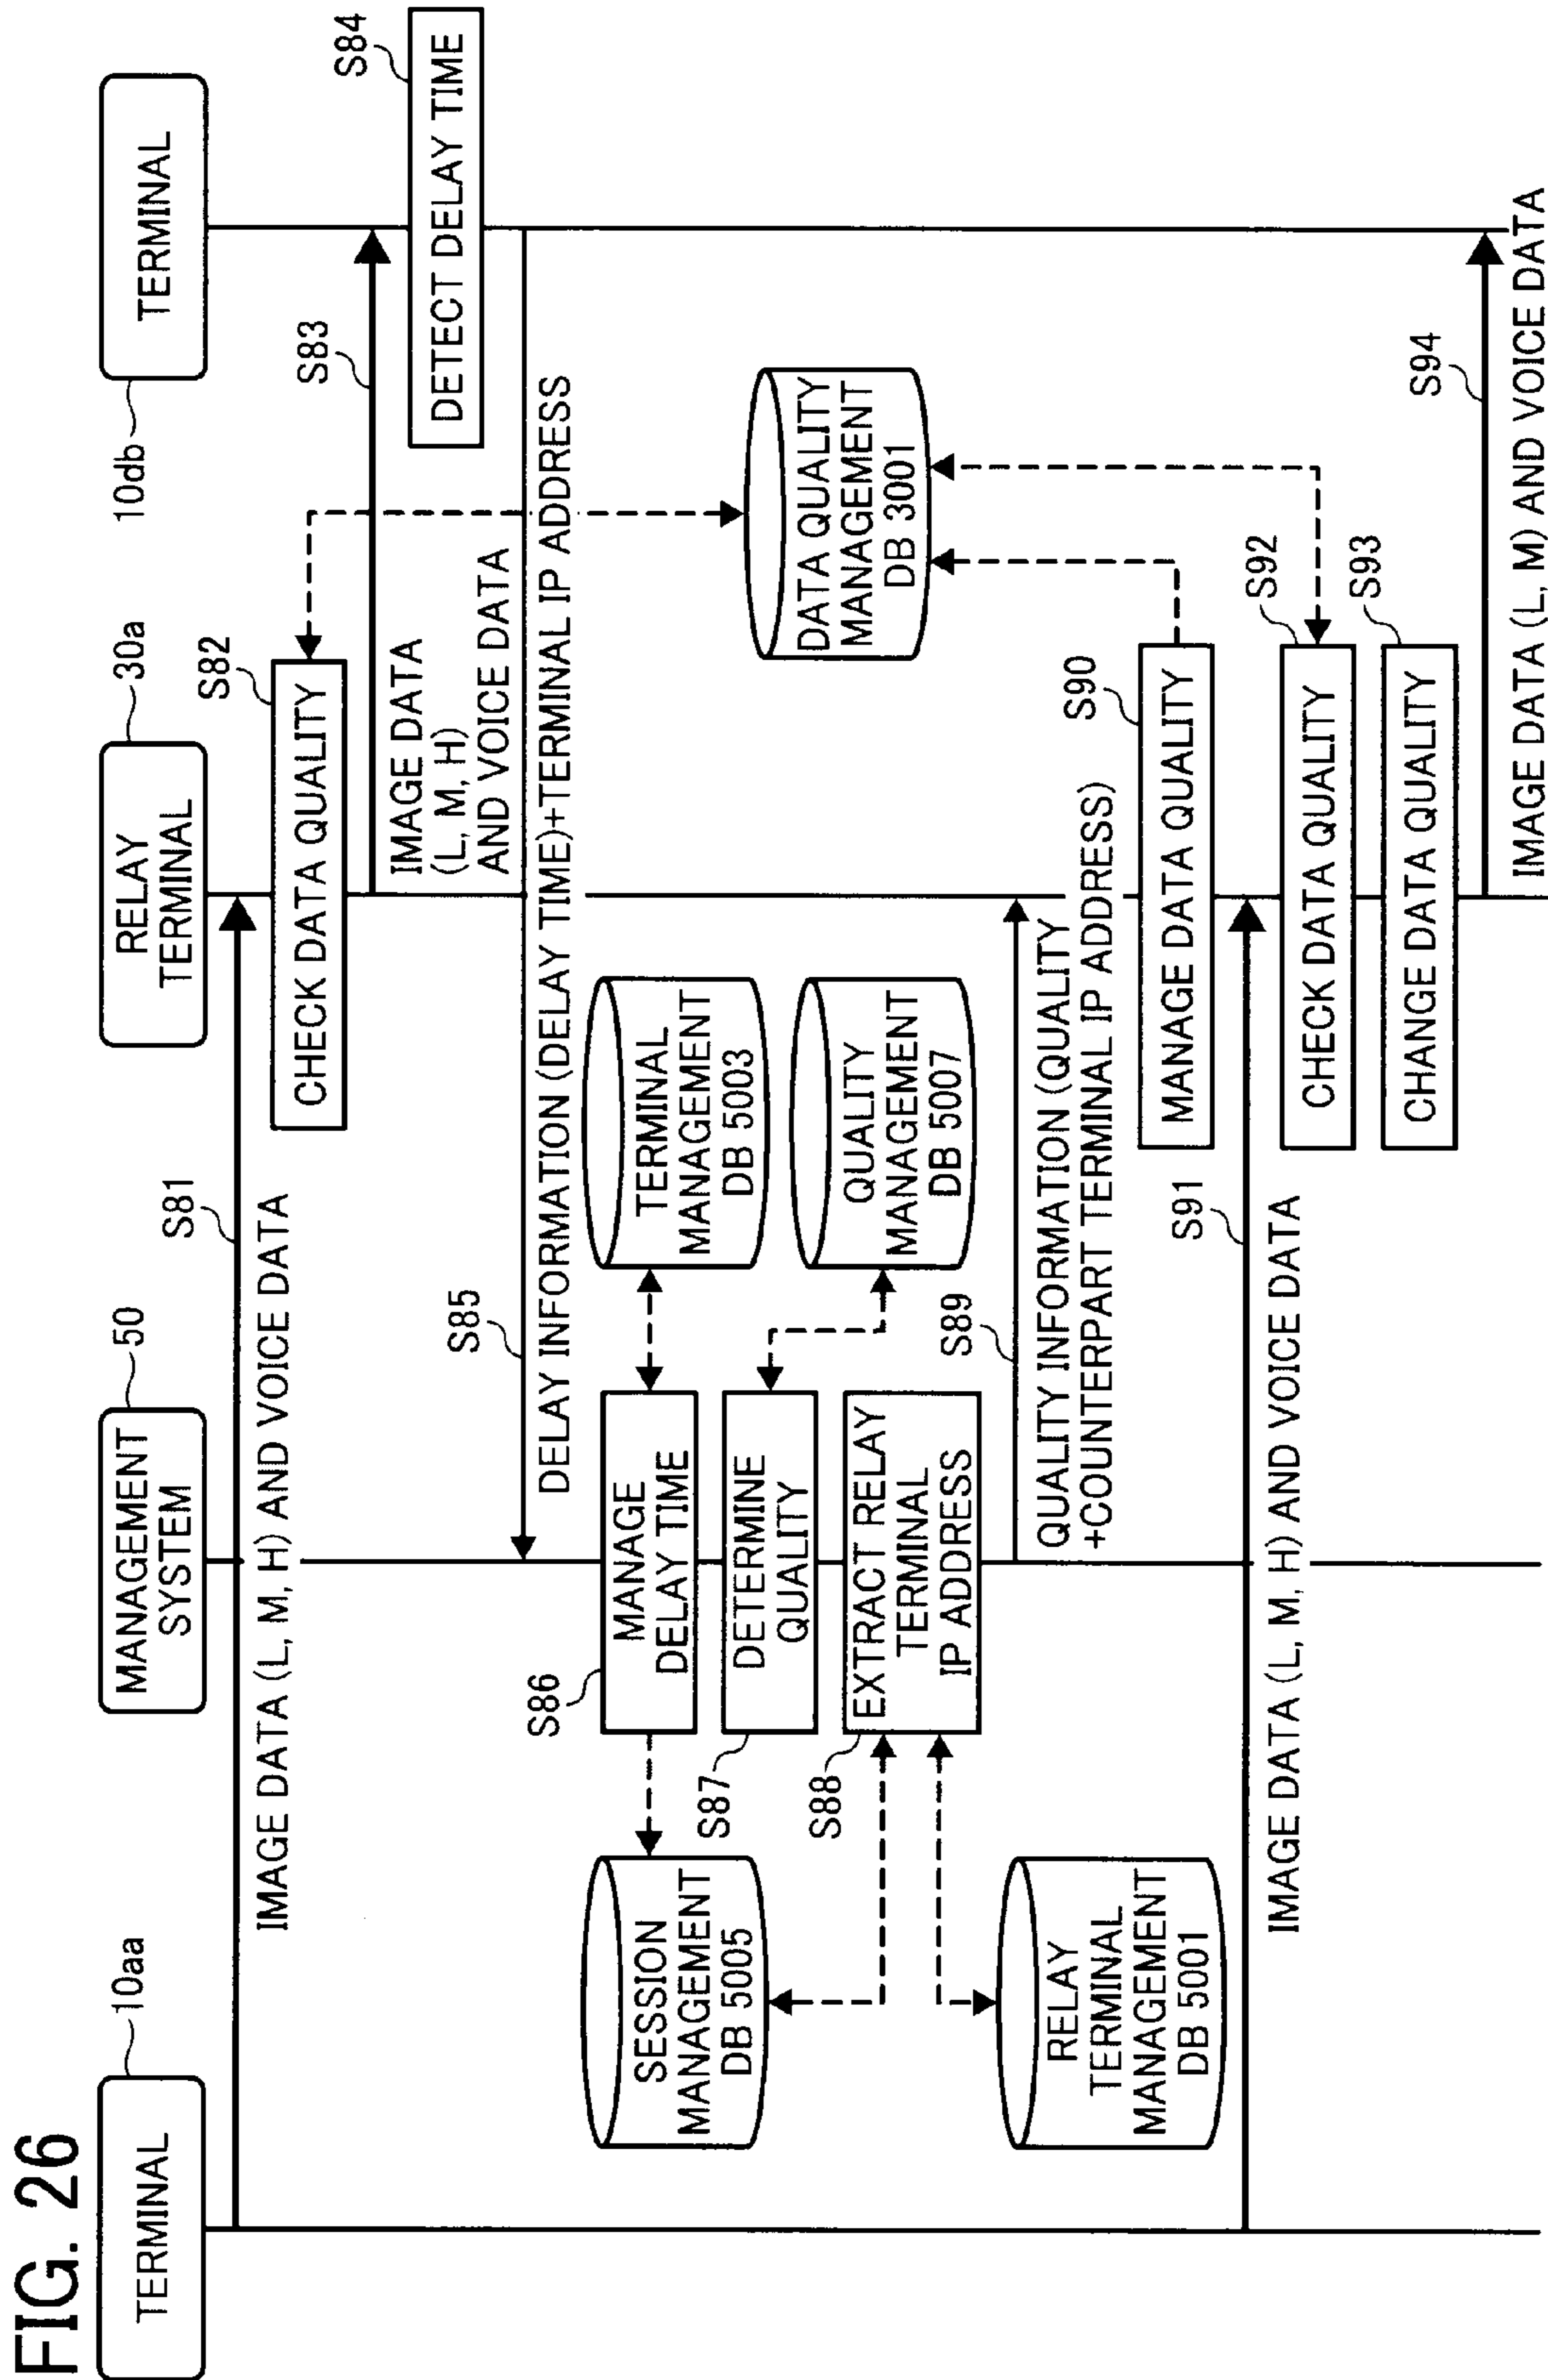 FIG. 26
TERMINAL
10aa
MANAGEMENT
SYSTEM
50
RELAY
TERMINAL
30a
TERMINAL
10db
S81
IMAGE DATA (L, M, H) AND VOICE DATA
S82
CHECK DATA QUALITY
S83
IMAGE DATA
(L, M, H)
AND VOICE DATA
S84
DETECT DELAY TIME
S85
DELAY INFORMATION (DELAY TIME)+TERMINAL IP ADDRESS
S86
MANAGE
DELAY TIME
SESSION
MANAGEMENT
DB 5005
TERMINAL
MANAGEMENT
DB 5003
S87
DETERMINE
QUALITY
QUALITY
MANAGEMENT
DB 5007
DATA QUALITY
MANAGEMENT
DB 3001
S88
EXTRACT RELAY
TERMINAL
IP ADDRESS
RELAY
TERMINAL
MANAGEMENT
DB 5001
S89
QUALITY INFORMATION (QUALITY
+COUNTERPART TERMINAL IP ADDRESS)
S90
MANAGE DATA QUALITY
S91
IMAGE DATA (L, M, H) AND VOICE DATA
S92
CHECK DATA QUALITY
S93
CHANGE DATA QUALITY
S94
IMAGE DATA (L, M) AND VOICE DATA